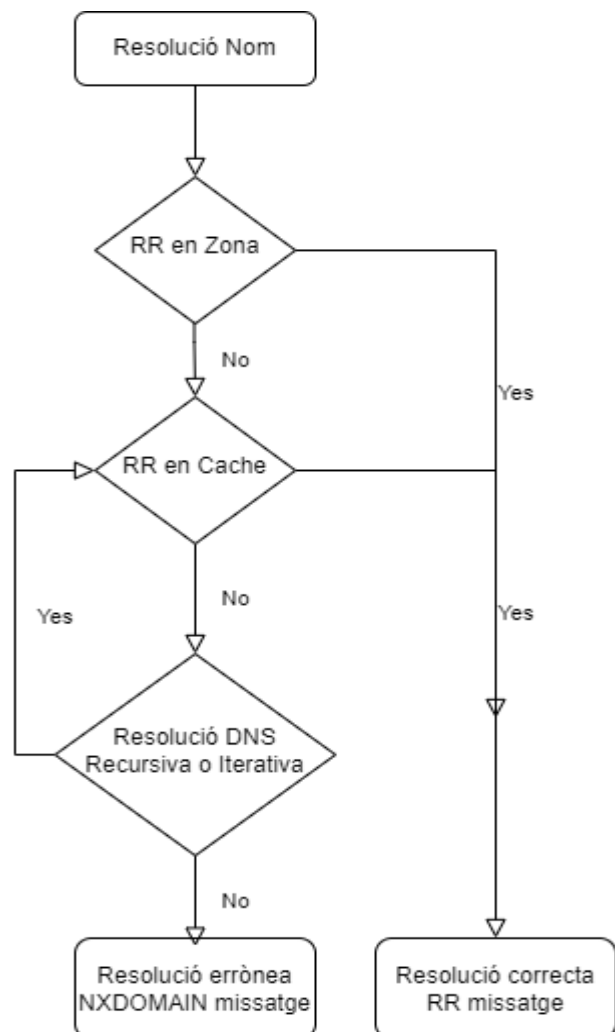 Resolució Nom
RR en Zona
No
Yes
RR en Cache
No
Yes
Yes
Resolució DNS
Recursiva o Iterativa
No
Resolució errònea
NXDOMAIN missatge
Resolució correcta
RR missatge